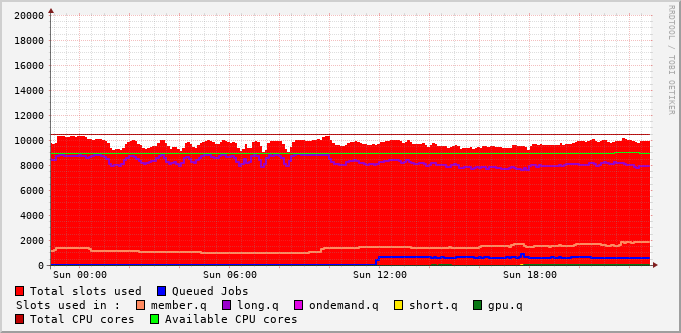 20000
18000
16000
14000
12000
10000
8000
6000
4000
2000
0
Sun 00:00 Sun 06:00 Sun 12:00 Sun 18:00
RRDTOOL / TOBI OETIKER
Total slots used Queued Jobs
Slots used in : member.q long.q ondemand.q short.q gpu.q
Total CPU cores Available CPU cores